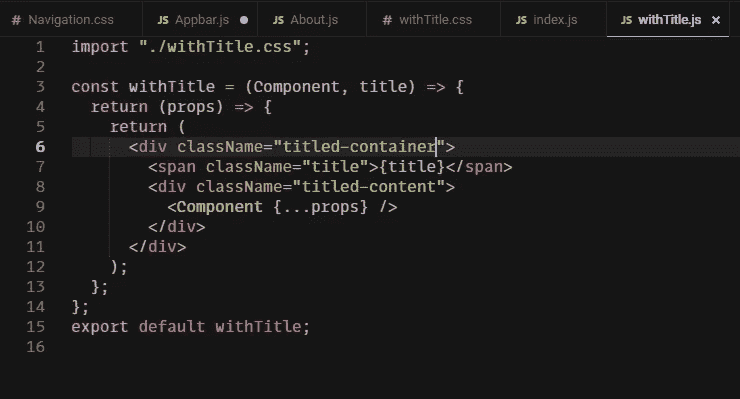 # Navigation.css JS Appbar.js JS About.js # withTitle.css JS index.js JS withTitle.js ×
1 import "./withTitle.css";
2
3 const withTitle = (Component, title) => {
4   return (props) => {
5     return (
6       <div className="titled-container">
7         <span className="title">{title}</span>
8         <div className="titled-content">
9           <Component {...props} />
10         </div>
11       </div>
12     );
13   };
14 };
15 export default withTitle;
16